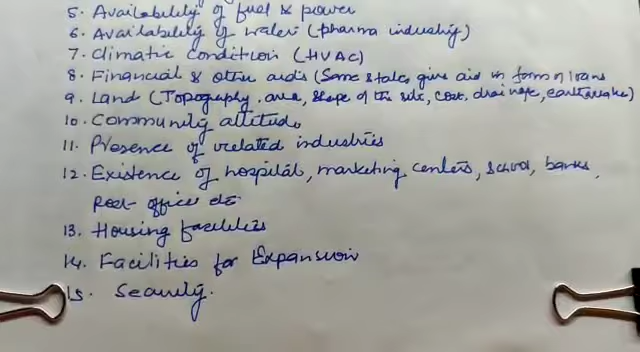 5. Availability of fuel & power
6. Availability of water (pharma industry)
7. Climatic condition (HVAC)
8. Financial & other aids (Some states give aid in form of loans
9. Land (Topography, area, shape of the site, cost, drainage, earthquake)
10. Community attitude
11. Presence of related industries
12. Existence of hospital, marketing centers, school, banks,
Post office etc
13. Housing facilities
14. Facilities for Expansion
15. Security.